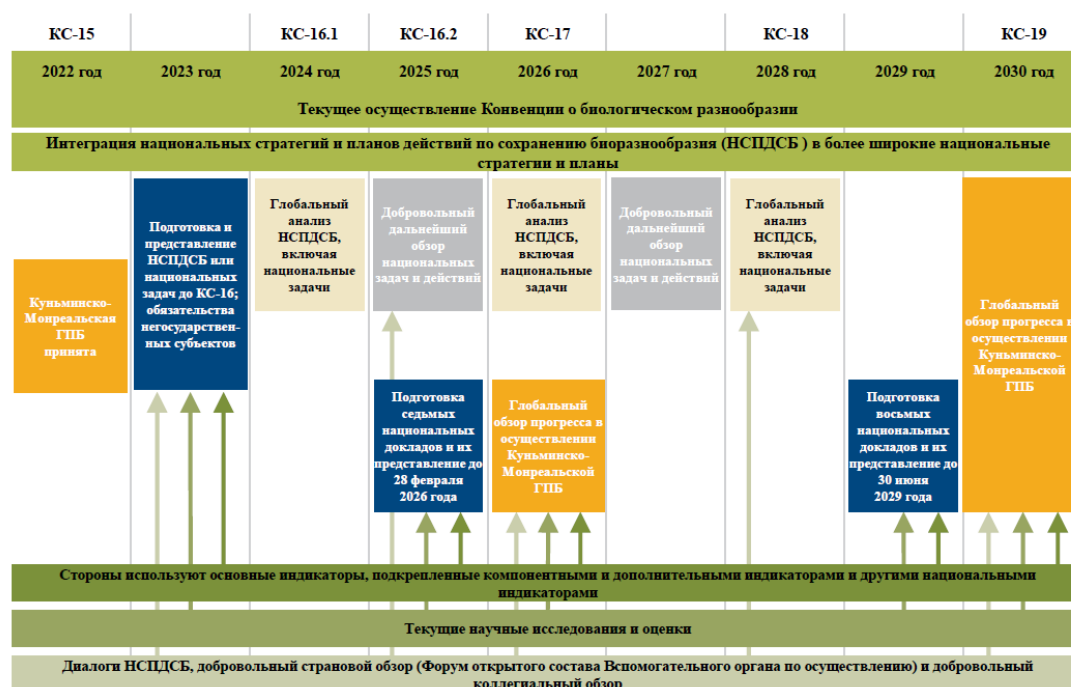 КС-15 КС-16.1 КС-16.2 КС-17 КС-18 КС-19
2022 год 2023 год 2024 год 2025 год 2026 год 2027 год 2028 год 2029 год 2030 год
Текущее осуществление Конвенции о биологическом разнообразии
Интеграция национальных стратегий и планов действий по сохранению биоразнообразия (НСПДСБ ) в более широкие национальные
стратегии и планы
Куньминско-
Монреальская
ГПБ
принята
Подготовка и
представление
НСПДСБ или
национальных
задач до КС-16;
обязательства
негосударствен-
ных субъектов
Глобальный
анализ
НСПДСБ,
включая
национальные
задачи
Добровольный
дальнейший
обзор
национальных
задач и действий
Глобальный
анализ
НСПДСБ,
включая
национальные
задачи
Добровольный
дальнейший
обзор
национальных
задач и действий
Глобальный
анализ
НСПДСБ,
включая
национальные
задачи
Подготовка
седьмых
национальных
докладов и их
представление до
28 февраля
2026 года
Глобальный
обзор прогресса в
осуществлении
Куньминско-
Монреальской
ГПБ
Подготовка
восьмых
национальных
докладов и их
представление до
30 июня
2029 года
Глобальный
обзор прогресса в
осуществлении
Куньминско-
Монреальской
ГПБ
Стороны используют основные индикаторы, подкрепленные компонентными и дополнительными индикаторами и другими национальными
индикаторами
Текущие научные исследования и оценки
Диалоги НСПДСБ, добровольный страновой обзор (Форум открытого состава Вспомогательного органа по осуществлению) и добровольный
коллегиальный обзор